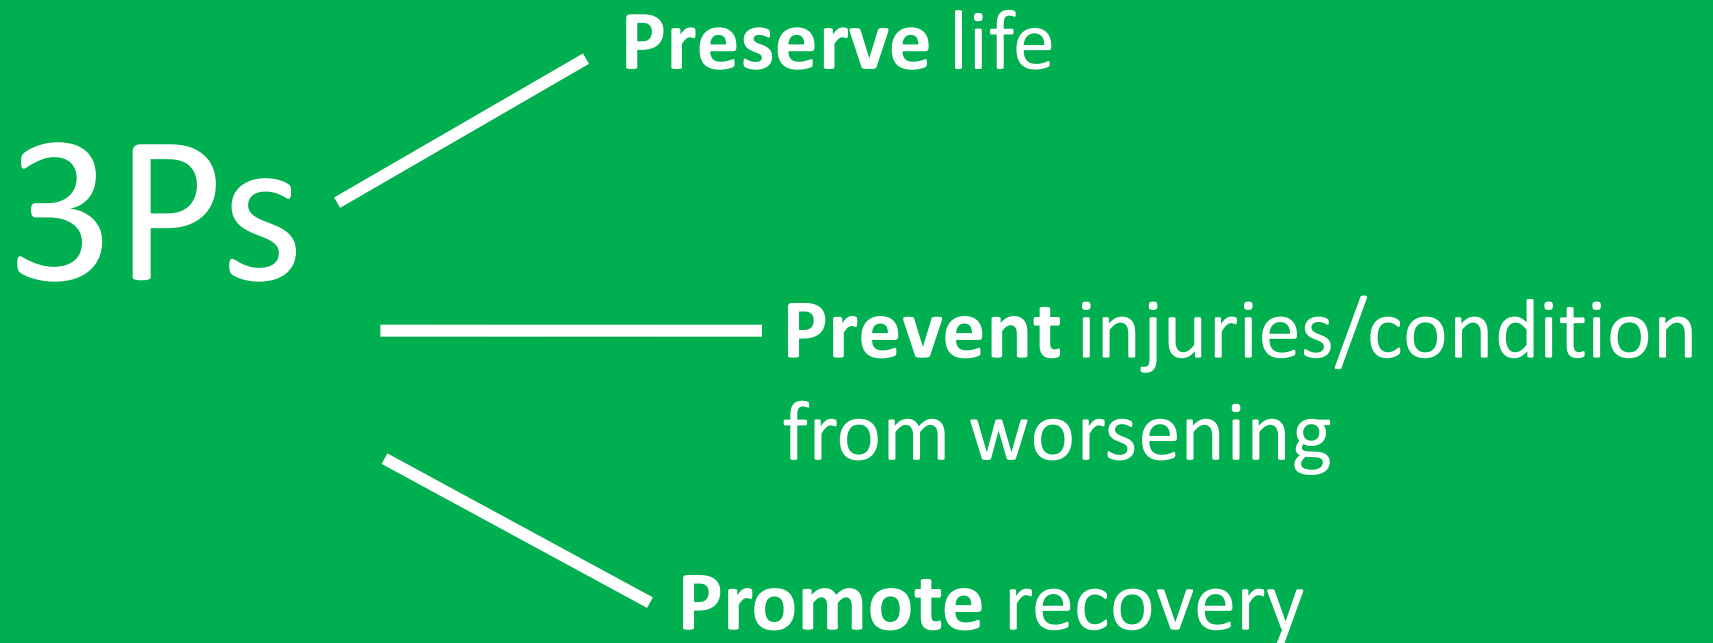 Preserve life
3Ps
Prevent injuries/condition
from worsening
Promote recovery